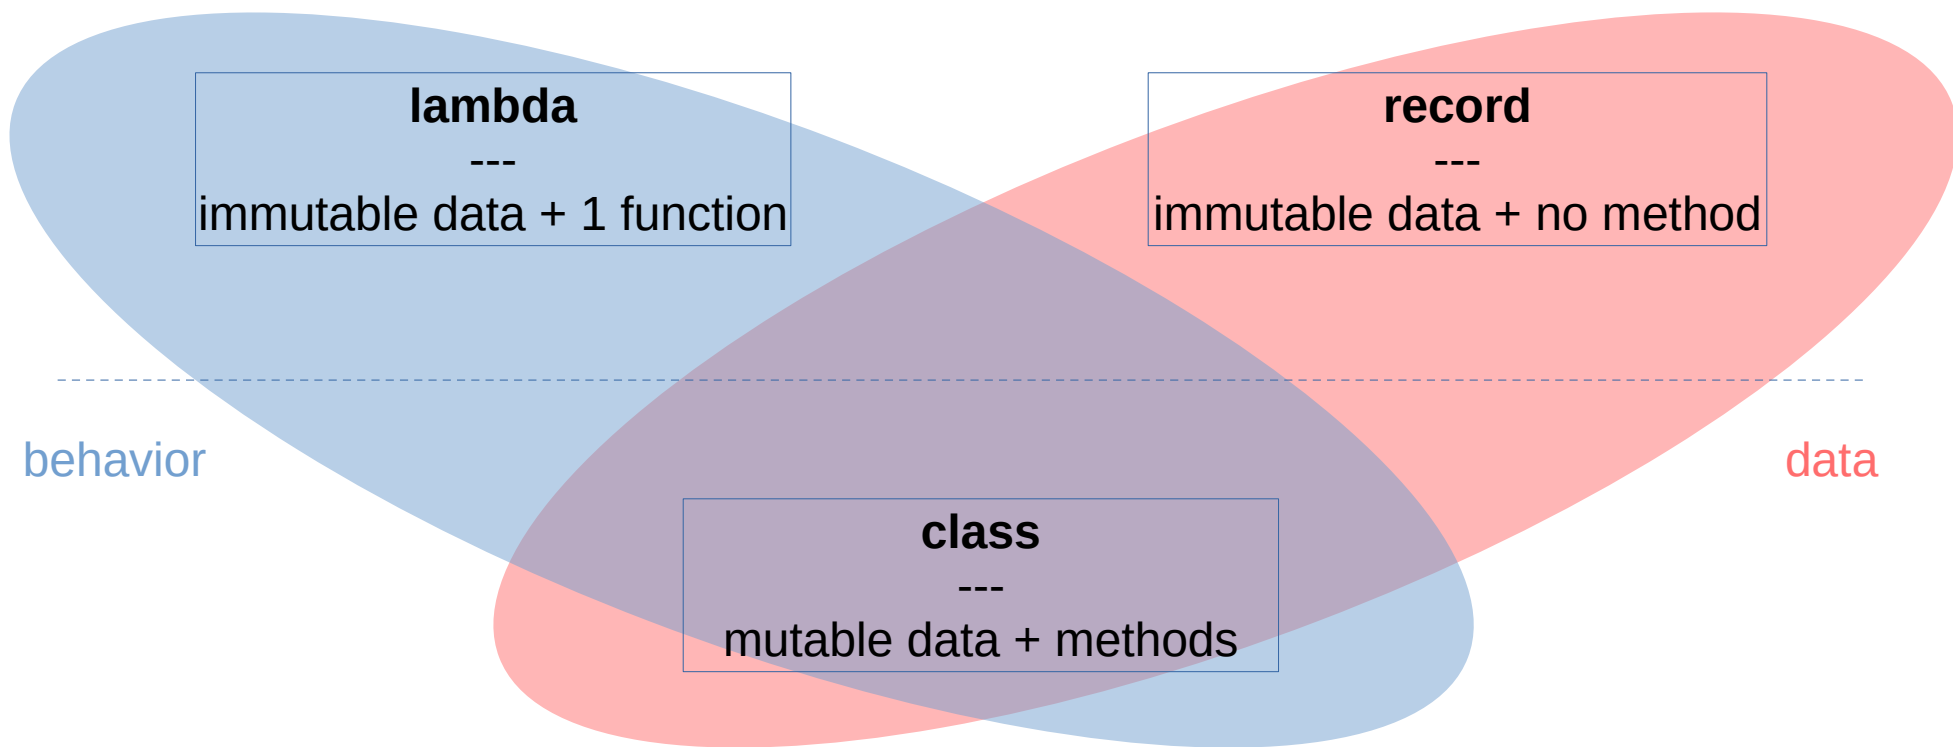 lambda
---
immutable data + 1 function
record
---
immutable data + no method
behavior
data
class
---
mutable data + methods